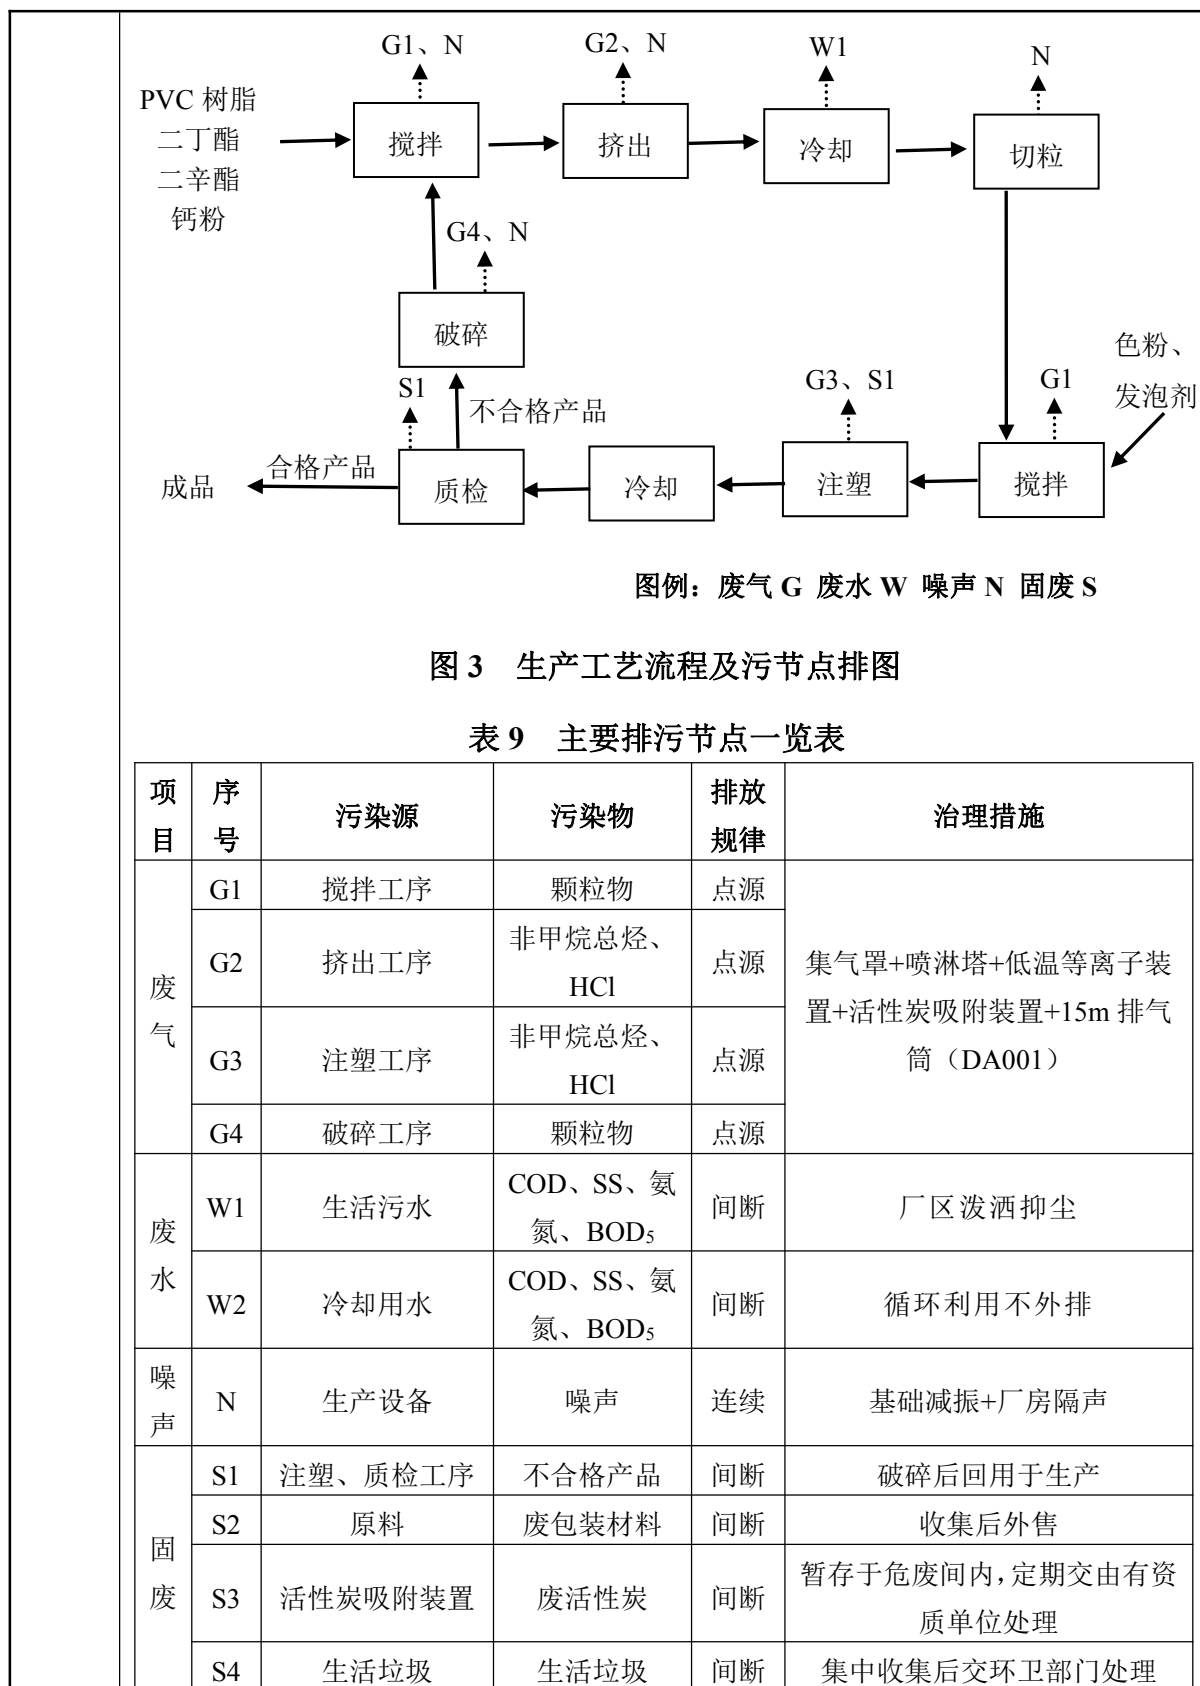 G1、N
G2、N
W1
N
PVC 树脂
二丁酯
二辛酯
钙粉
搅拌
挤出
冷却
切粒
G4、N
破碎
色粉、
发泡剂
S1
不合格产品
G3、S1
G1
成品
合格产品
质检
冷却
注塑
搅拌
图例：废气 G 废水 W 噪声 N 固废 S
图 3 生产工艺流程及污节点排图
表 9 主要排污节点一览表
项目 序号 污染源 污染物 排放规律 治理措施
废气
G1 搅拌工序 颗粒物 点源
G2 挤出工序 非甲烷总烃、HCl 点源
集气罩+喷淋塔+低温等离子装
置+活性炭吸附装置+15m 排气
筒（DA001）
G3 注塑工序 非甲烷总烃、HCl 点源
G4 破碎工序 颗粒物 点源
废水
W1 生活污水 COD、SS、氨氮、BOD₅ 间断 厂区泼洒抑尘
W2 冷却用水 COD、SS、氨氮、BOD₅ 间断 循环利用不外排
噪声 N 生产设备 噪声 连续 基础减振+厂房隔声
固废
S1 注塑、质检工序 不合格产品 间断 破碎后回用于生产
S2 原料 废包装材料 间断 收集后外售
S3 活性炭吸附装置 废活性炭 间断 暂存于危废间内，定期交由有资质单位处理
S4 生活垃圾 生活垃圾 间断 集中收集后交环卫部门处理